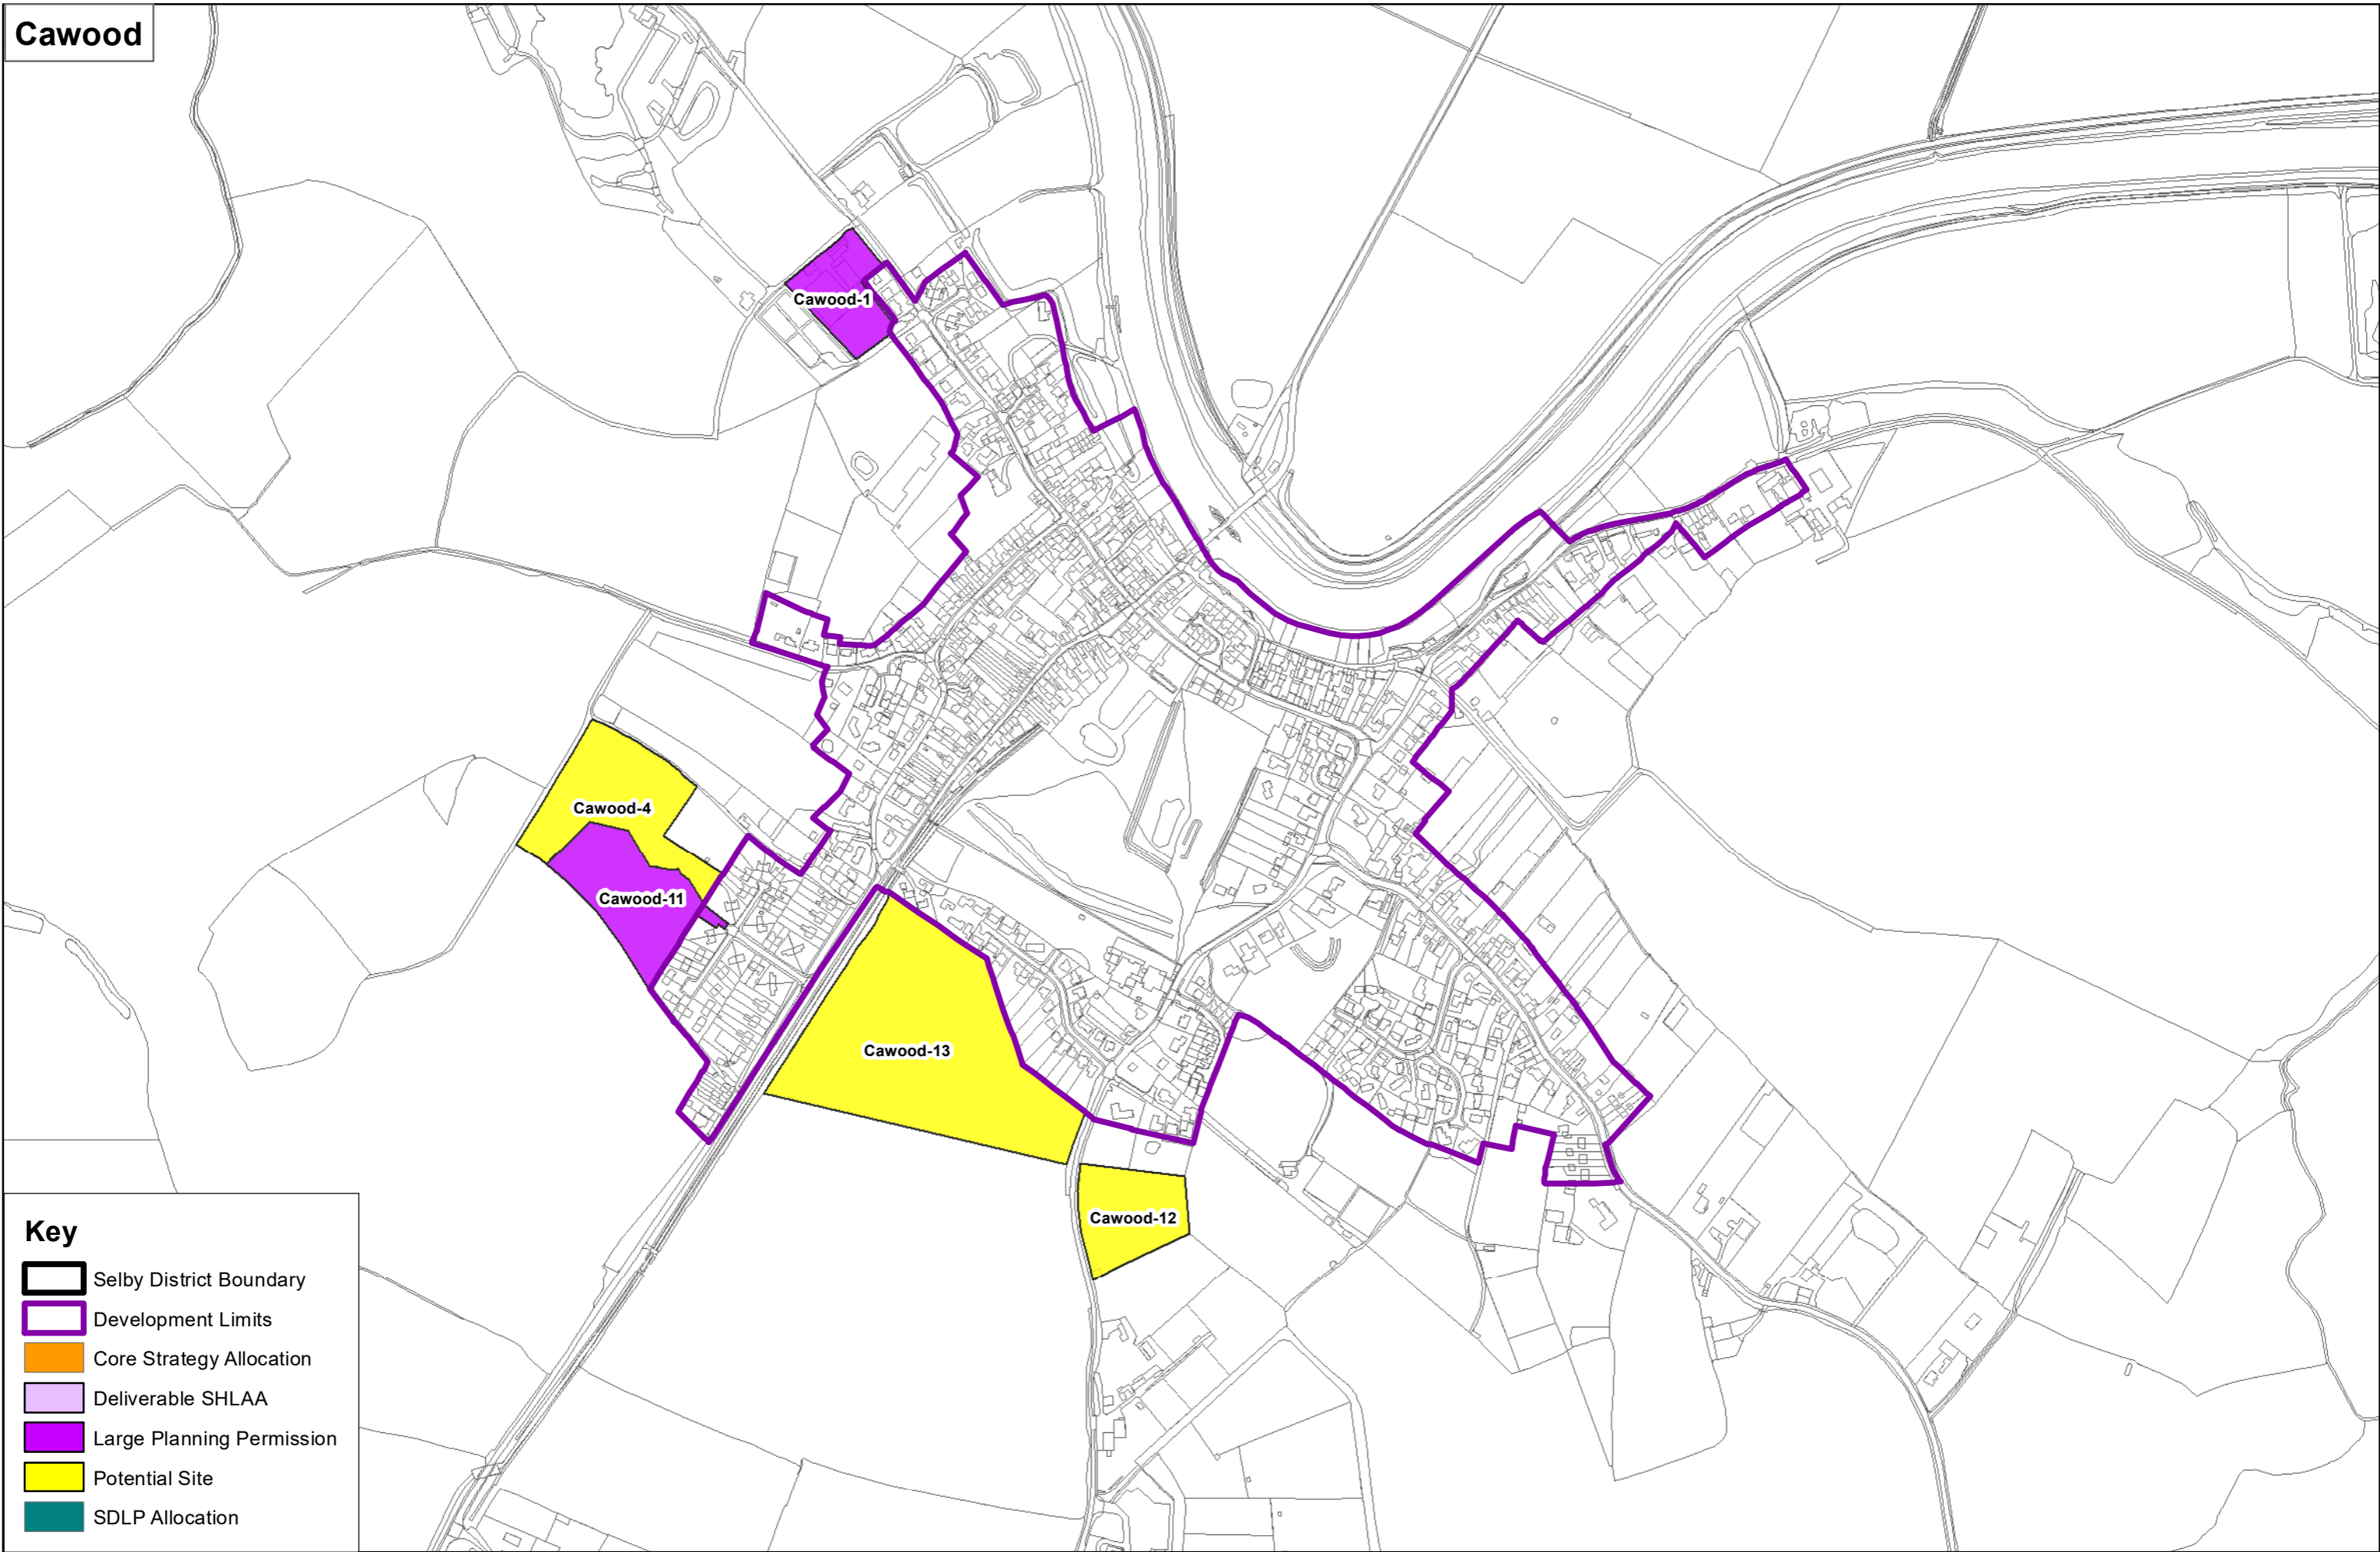 Cawood
Cawood-1
Cawood-4
Cawood-11
Cawood-13
Cawood-12
Key
Selby District Boundary
Development Limits
Core Strategy Allocation
Deliverable SHLAA
Large Planning Permission
Potential Site
SDLP Allocation